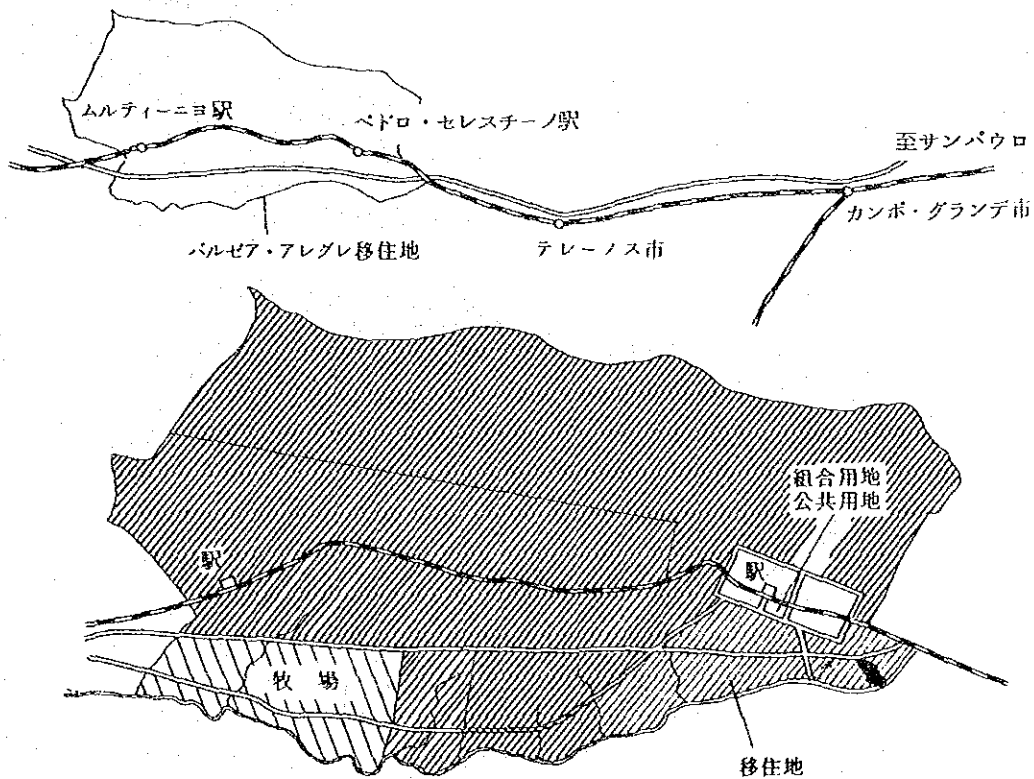 ムルティーニヨ駅
ペドロ・セレスチーノ駅
至サンパウロ
カンポ・グランデ市
バルゼア・アレグレ移住地
テレーノス市
組合用地
公共用地
駅
駅
牧場
移住地